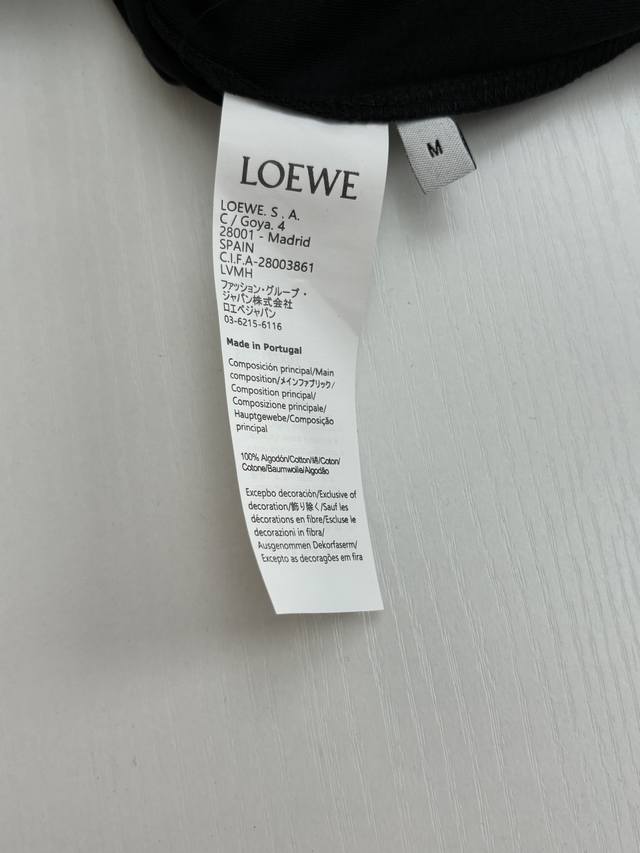 LOEWE
M
LOEWE. S . A.
C / Goya. 4
28001 - Madrid
SPAIN
C.I.F.A-28003861
LVMH
ファッション・グループ・
ジャパン株式会社
ロエベジャパン
03-6215-6116
Made in Portugal
Composición principal/Main
composition/メインファブリック/
Composition principal/
Composizione principale/
Hauptgewebe/Composição
principal
100% Algodón/Cotton/綿/Coton/
Cotone/Baumwolle/Algodão
Excepbo decoración/Exclusive of
decoration/飾り除く/Sauf les
décorations en fibre/Escluse le
decorazioni in fibra/
Ausgenommen Dekorfaserm/
Excepto as decorações em fira